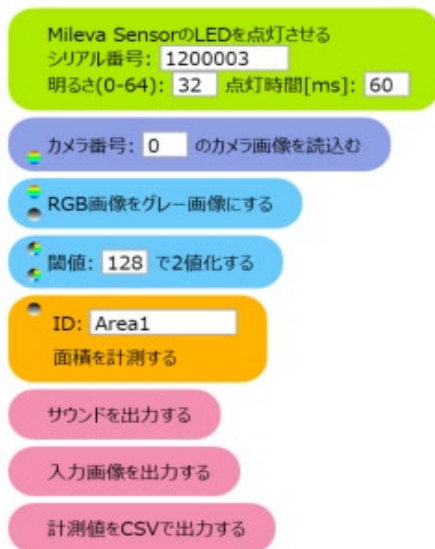 Mileva SensorのLEDを点灯させる
シリアル番号: 1200003
明るさ(0-64): 32 点灯時間[ms]: 60
カメラ番号: 0 のカメラ画像を読込む
RGB画像をグレー画像にする
閾値: 128 で2値化する
ID: Area1
面積を計測する
サウンドを出力する
入力画像を出力する
計測値をCSVで出力する